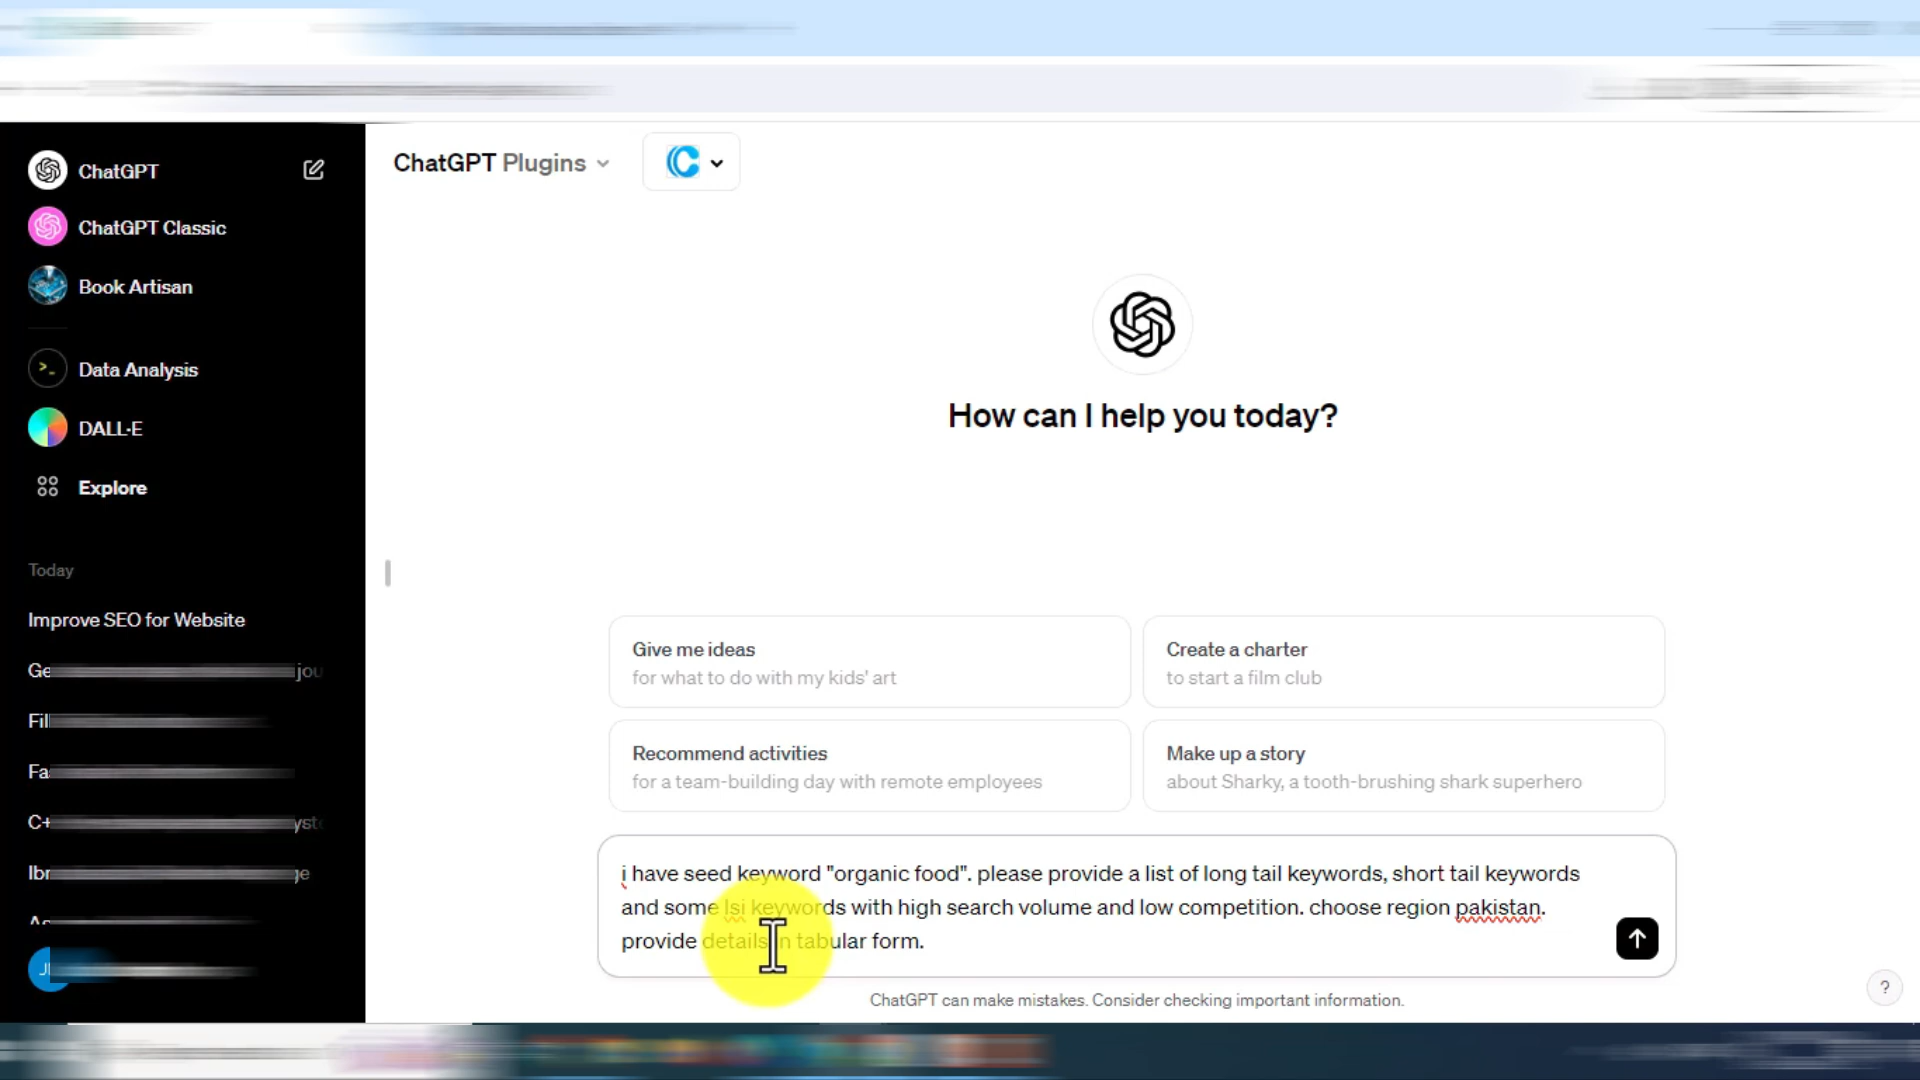 ChatGPT
ChatGPT Classic
Book Artisan
Data Analysis
DALL·E
Explore
Today
Improve SEO for Website
ChatGPT Plugins
How can I help you today?
Give me ideas
for what to do with my kids' art
Create a charter
to start a film club
Recommend activities
for a team-building day with remote employees
Make up a story
about Sharky, a tooth-brushing shark superhero
i have seed keyword "organic food". please provide a list of long tail keywords, short tail keywords
and some lsi keywords with high search volume and low competition. choose region pakistan.
provide details in tabular form.
ChatGPT can make mistakes. Consider checking important information.
?